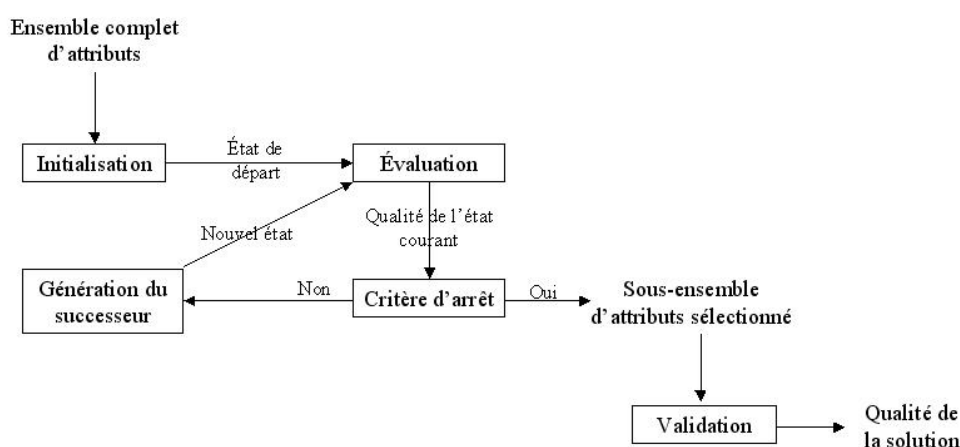 Ensemble complet
d'attributs
Initialisation
État de
départ
Évaluation
Nouvel état
Qualité de l'état
courant
Génération du
successeur
Non
Critère d'arrêt
Oui
Sous-ensemble
d'attributs sélectionné
Validation
Qualité de
la solution